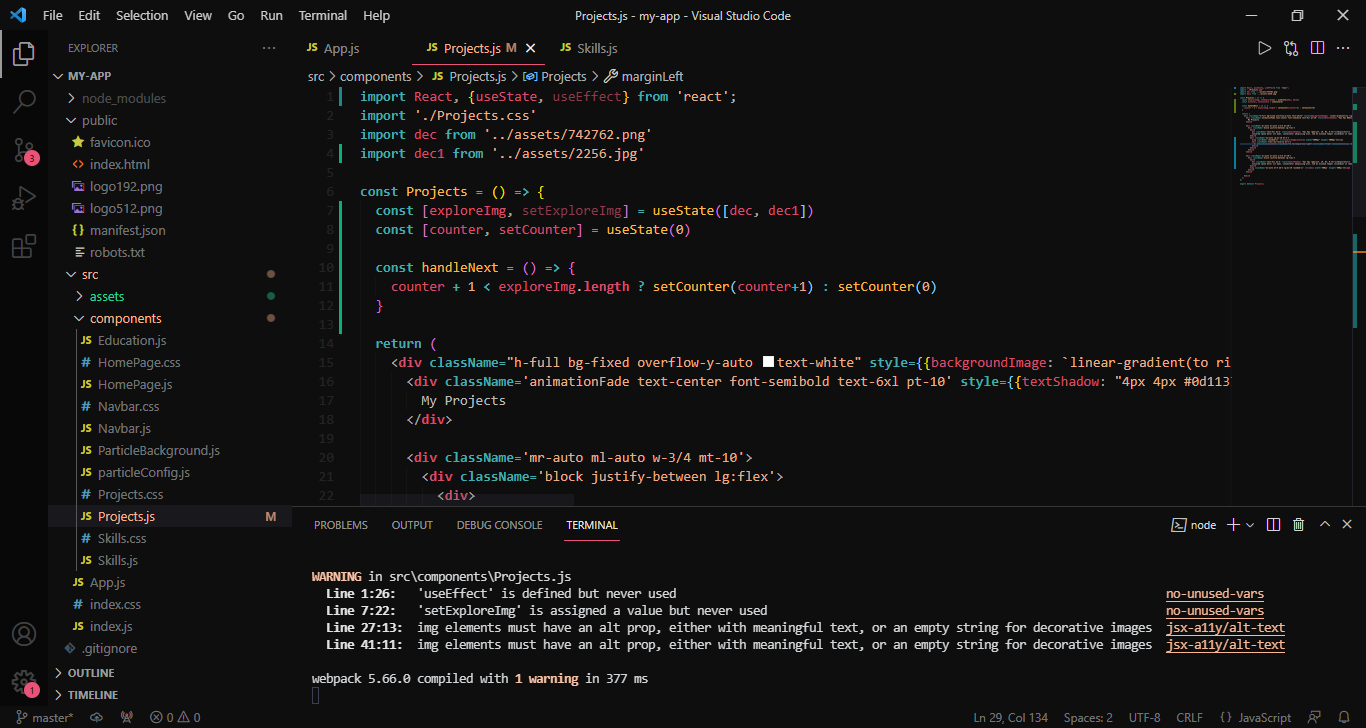 File Edit Selection View Go Run Terminal Help
Projects.js - my-app - Visual Studio Code
EXPLORER
MY-APP
node_modules
public
favicon.ico
index.html
logo192.png
logo512.png
manifest.json
robots.txt
src
assets
components
JS Education.js
# HomePage.css
JS HomePage.js
# Navbar.css
JS Navbar.js
JS ParticleBackground.js
JS particleConfig.js
# Projects.css
JS Projects.js M
# Skills.css
JS Skills.js
JS App.js
# index.css
JS index.js
.gitignore
OUTLINE
TIMELINE
3
1
JS App.js
JS Projects.js M
JS Skills.js
src > components > JS Projects.js > Projects > marginLeft
1 import React, {useState, useEffect} from 'react';
2 import './Projects.css'
3 import dec from '../assets/742762.png'
4 import dec1 from '../assets/2256.jpg'
5
6 const Projects = () => {
7 const [exploreImg, setExploreImg] = useState([dec, dec1])
8 const [counter, setCounter] = useState(0)
9
10 const handleNext = () => {
11 counter + 1 < exploreImg.length ? setCounter(counter+1) : setCounter(0)
12 }
13
14 return (
15 <div className="h-full bg-fixed overflow-y-auto text-white" style={{backgroundImage: `linear-gradient(to ri
16 <div className='animationFade text-center font-semibold text-6xl pt-10' style={{textShadow: "4px 4px #0d113
17 My Projects
18 </div>
19
20 <div className='mr-auto ml-auto w-3/4 mt-10'>
21 <div className='block justify-between lg:flex'>
22 <div>
PROBLEMS OUTPUT DEBUG CONSOLE TERMINAL
node
WARNING in src\components\Projects.js
Line 1:26: 'useEffect' is defined but never used no-unused-vars
Line 7:22: 'setExploreImg' is assigned a value but never used no-unused-vars
Line 27:13: img elements must have an alt prop, either with meaningful text, or an empty string for decorative images jsx-a11y/alt-text
Line 41:11: img elements must have an alt prop, either with meaningful text, or an empty string for decorative images jsx-a11y/alt-text
webpack 5.66.0 compiled with 1 warning in 377 ms
master* 0 0
Ln 29, Col 134 Spaces: 2 UTF-8 CRLF {} JavaScript